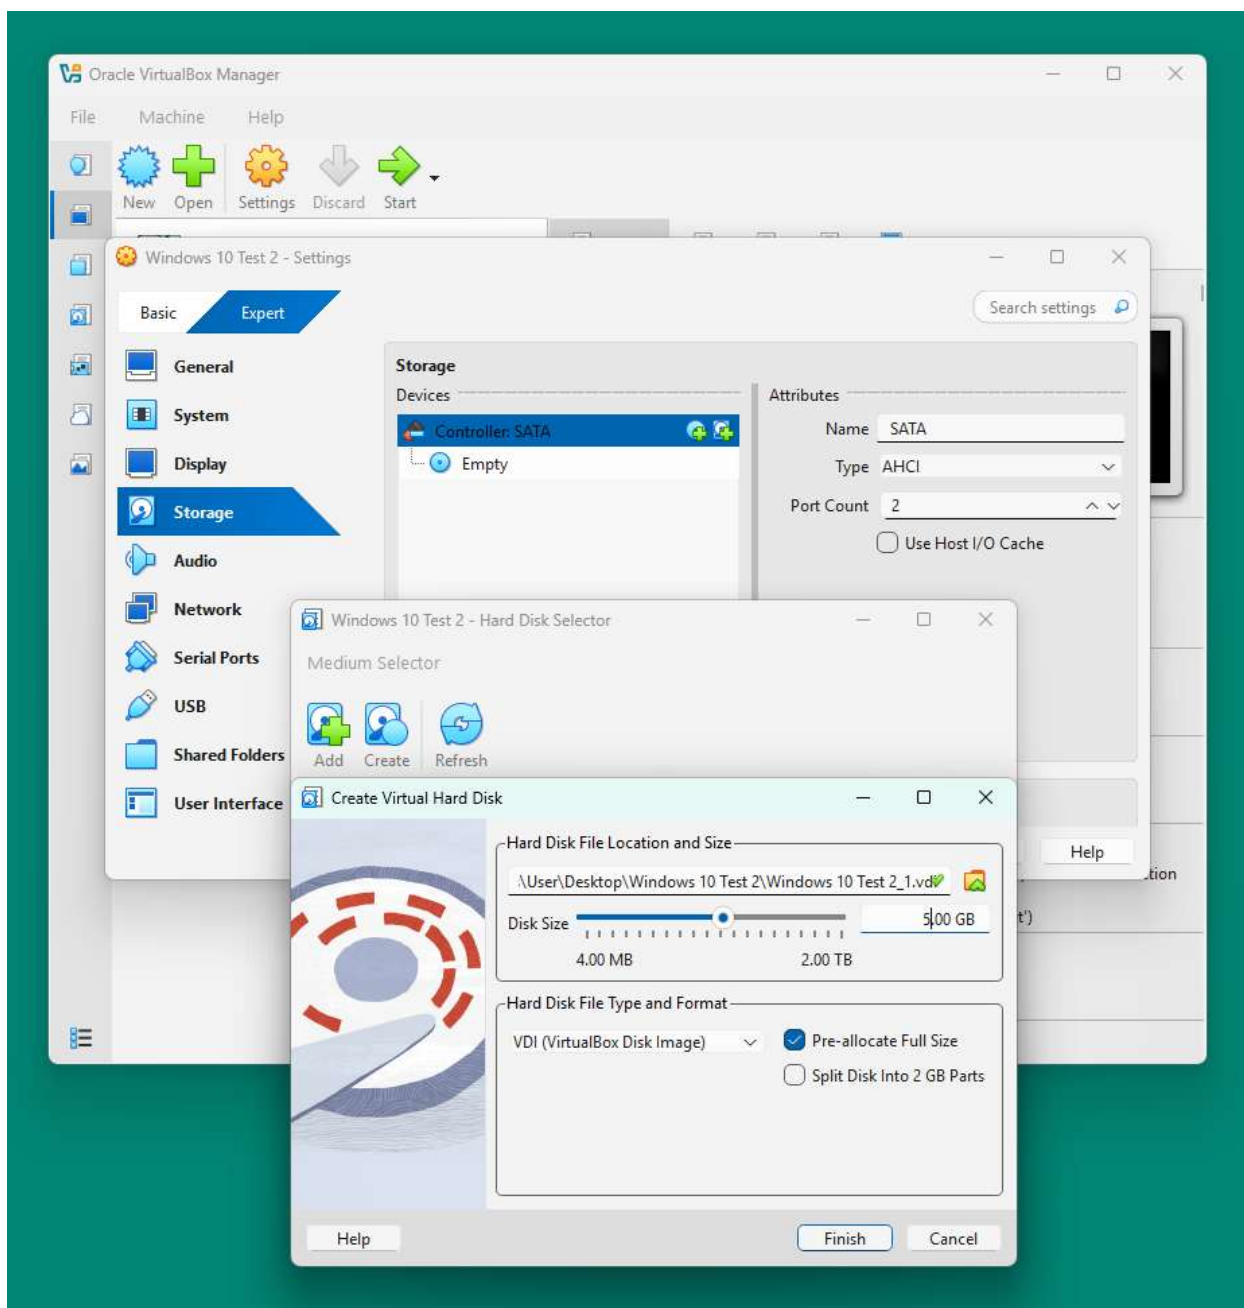 Oracle VirtualBox Manager
File Machine Help
New Open Settings Discard Start
Windows 10 Test 2 - Settings
Basic Expert Search settings
General
System
Display
Storage
Audio
Network
Serial Ports
USB
Shared Folders
User Interface
Storage
Devices
Controller: SATA
Empty
Attributes
Name SATA
Type AHCI
Port Count 2
Use Host I/O Cache
Help
tion
t')
Windows 10 Test 2 - Hard Disk Selector
Medium Selector
Add Create Refresh
Create Virtual Hard Disk
Hard Disk File Location and Size
\User\Desktop\Windows 10 Test 2\Windows 10 Test 2_1.vdi
Disk Size 5.00 GB
4.00 MB 2.00 TB
Hard Disk File Type and Format
VDI (VirtualBox Disk Image) Pre-allocate Full Size
Split Disk Into 2 GB Parts
Help Finish Cancel